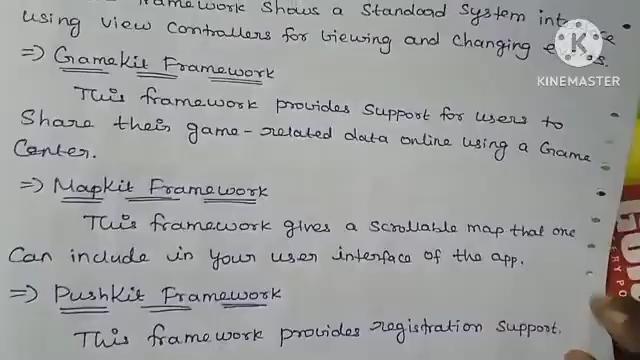 framework shows a standard system inte
using view controllers for viewing and changing
=> Gamekit Framework
This framework provides support for users to
share their game-related data online using a Game
Center.
=> Mapkit Framework
This framework gives a scrollable map that one
can include in your user interface of the app.
=> Pushkit Framework
This framework provides registration support.
K
KINEMASTER